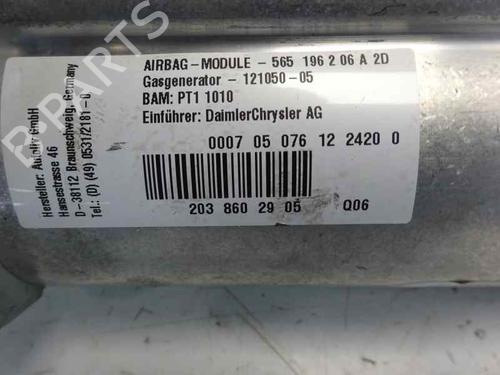 AIRBAG-MODULE - 565 196 2 06 A 2D
Gasgenerator - 121050-05
BAM: PT1 1010
Einführer: DaimlerChrysler AG
0007 05 076 12 2420 0
203 860 29 05 Q06
Hersteller: Autoliv GmbH
Hansestrasse 46
D-38112 Braunschweig, Germany
Tel.: (0) (49) 0531/2181-0
B-PARTS